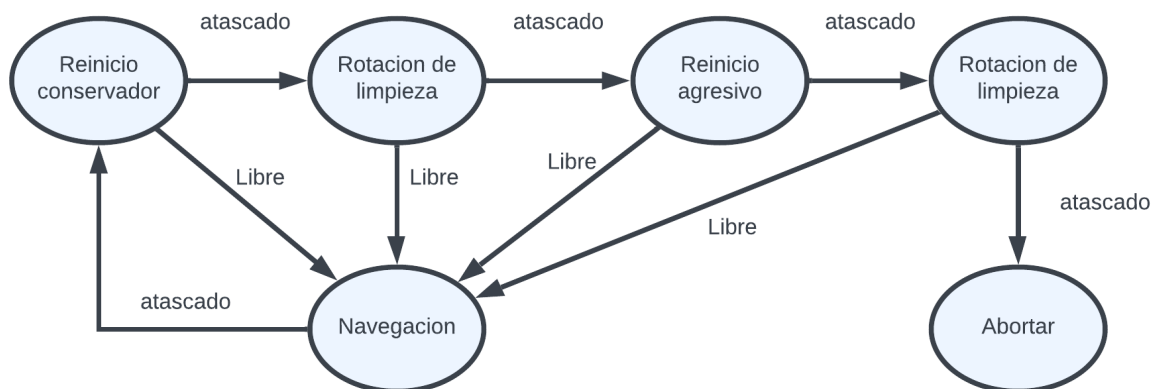 atascado
atascado
atascado
Reinicio
conservador
Rotacion de
limpieza
Reinicio
agresivo
Rotacion de
limpieza
Libre
Libre
Libre
Libre
atascado
atascado
Navegacion
Abortar